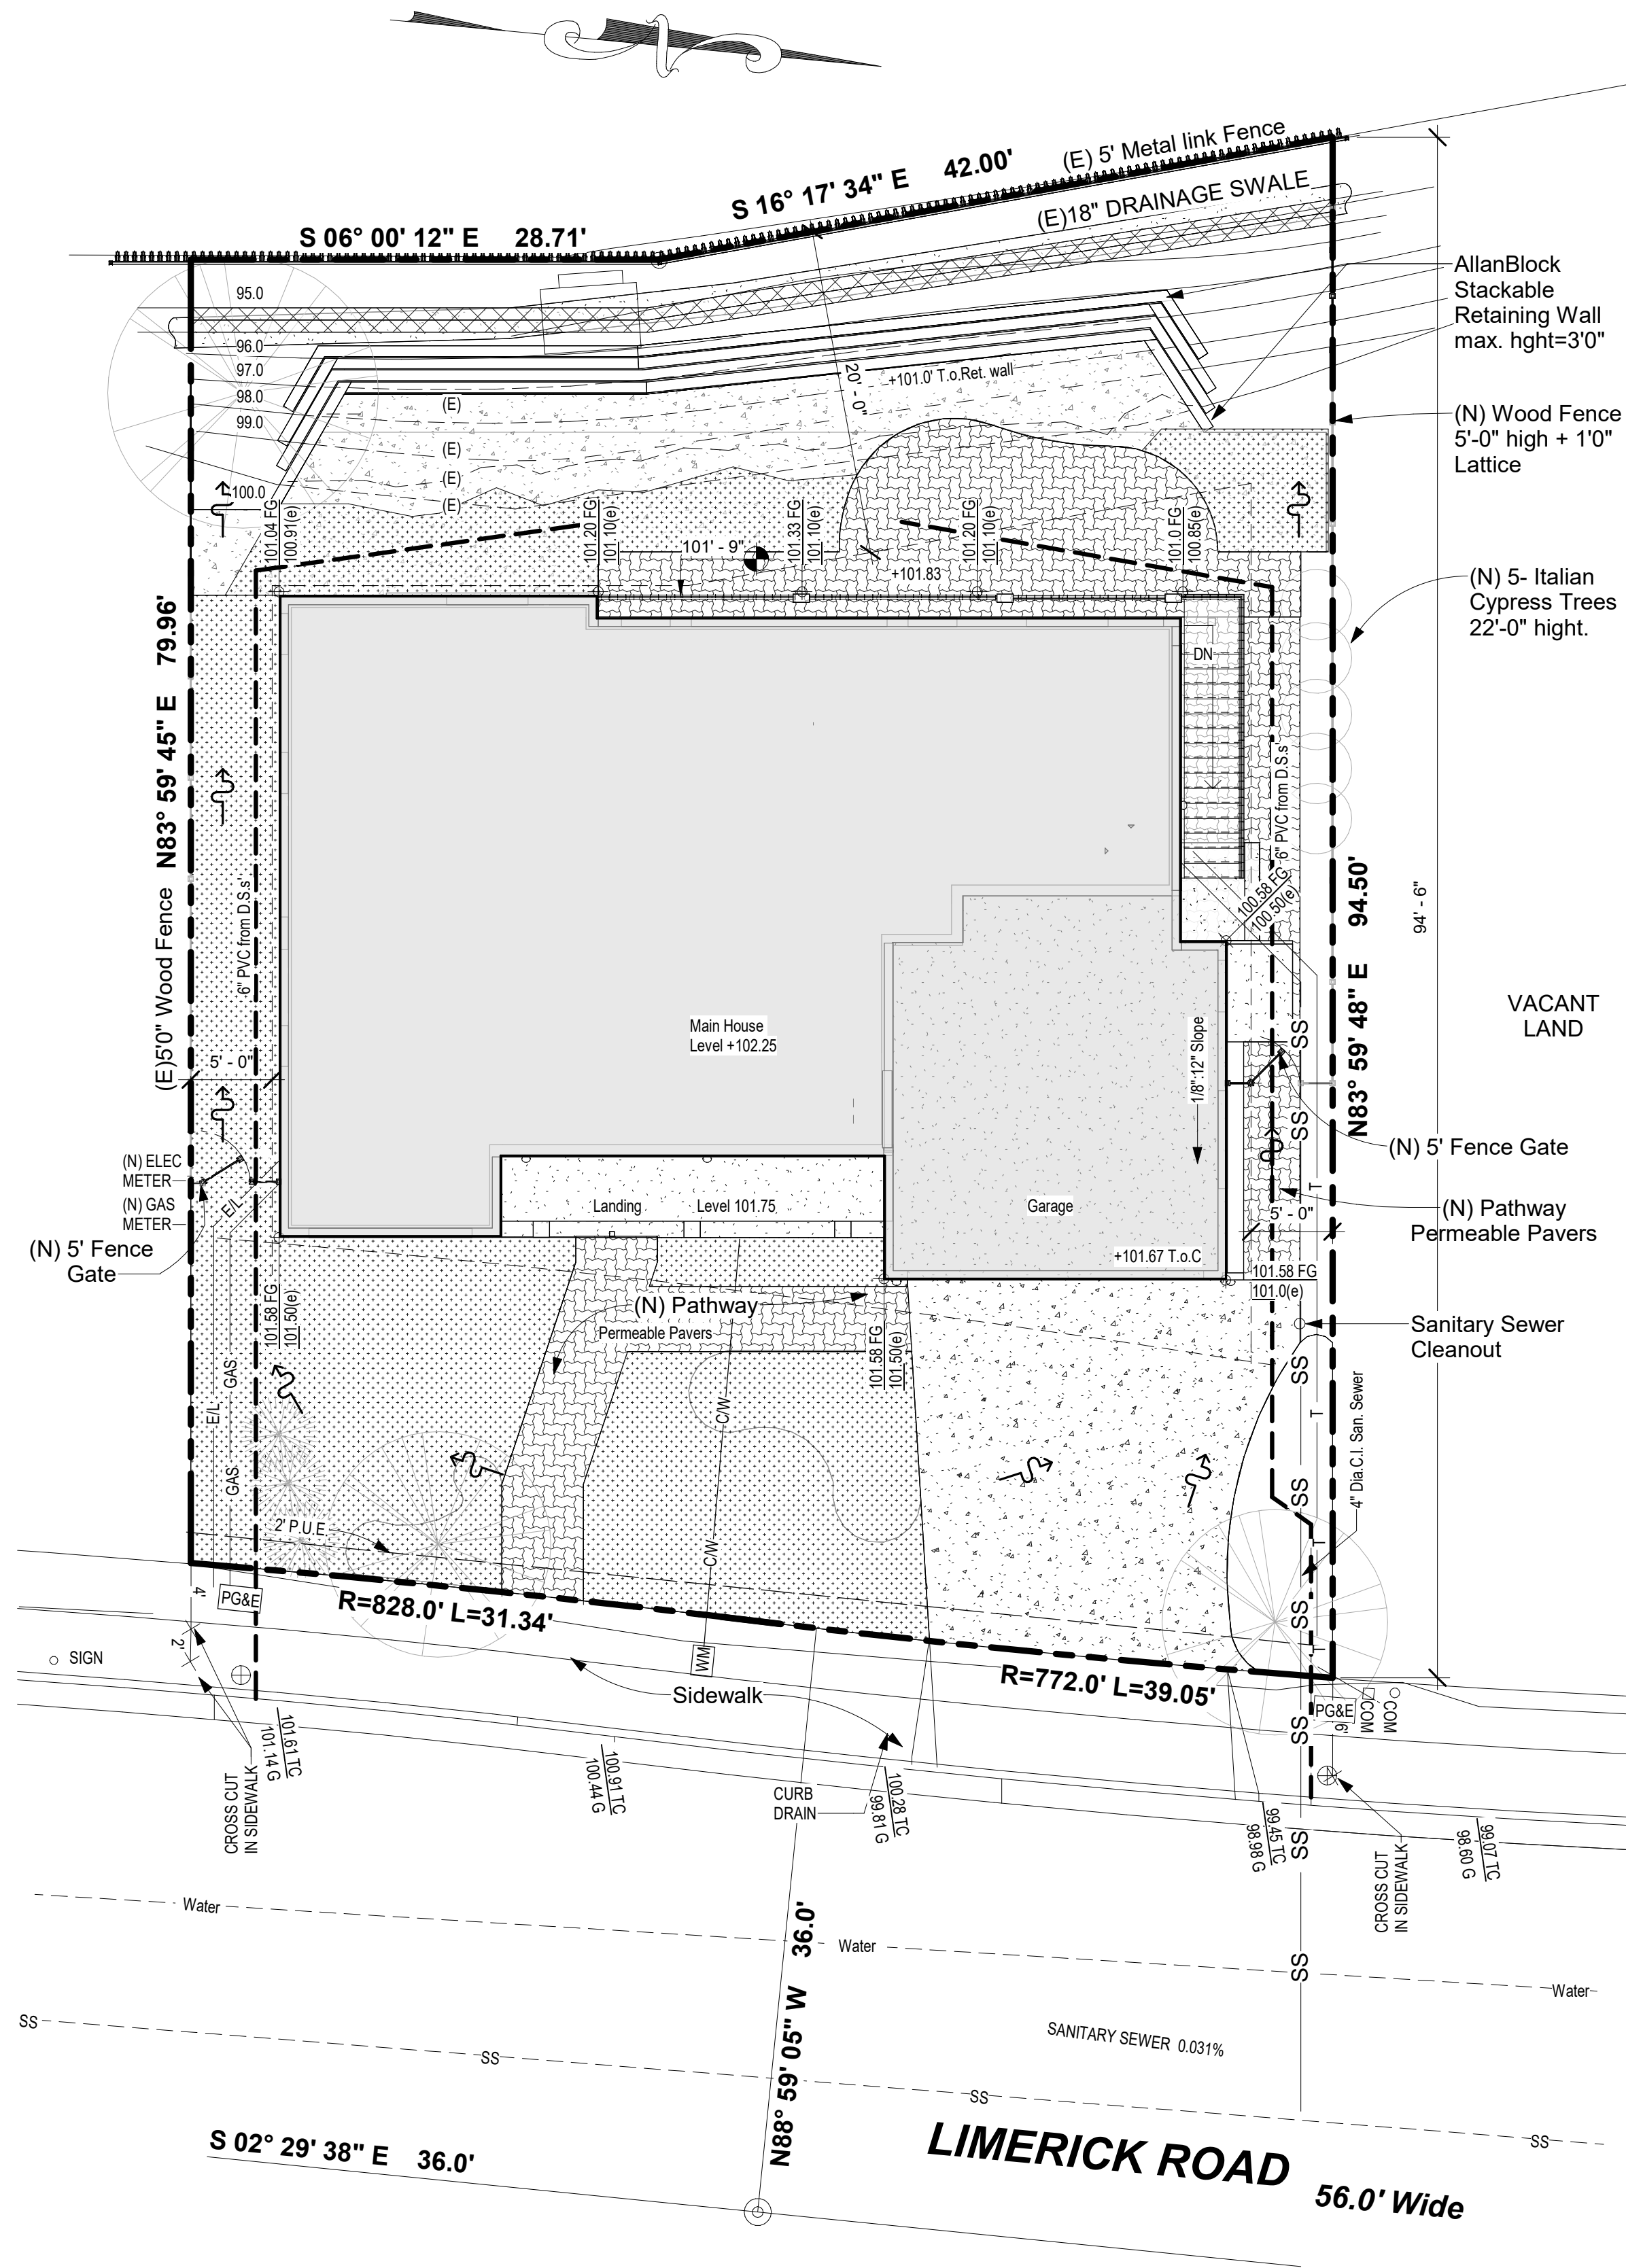 N
(E) 5' Metal link Fence
S 16° 17' 34" E 42.00'
(E)18" DRAINAGE SWALE
S 06° 00' 12" E 28.71'
AllanBlock
Stackable
Retaining Wall
max. hght=3'0"
95.0
96.0
97.0
98.0
99.0
100.0
(E)
(E)
(E)
(E)
20' - 0"
+101.0' T.o.Ret. wall
(N) Wood Fence
5'-0" high + 1'0"
Lattice
101.04 FG
100.91(e)
101.20 FG
101.10(e)
101.33 FG
101.10(e)
101.20 FG
101.10(e)
101.0 FG
100.85(e)
101' - 9"
+101.83
(N) 5- Italian
Cypress Trees
22'-0" hight.
DN
N83° 59' 45" E 79.96'
(E)5'0" Wood Fence
6" PVC from D.S.s'
6" PVC from D.S.s'
100.58 FG
100.50(e)
N83° 59' 48" E 94.50'
94' - 6"
VACANT
LAND
Main House
Level +102.25
1/8":12" Slope
SS
SS
5' - 0"
(N) 5' Fence Gate
(N) ELEC
METER
(N) GAS
METER
E/L
(N) 5' Fence
Gate
Landing
Level 101.75
Garage
+101.67 T.o.C
T
5' - 0"
(N) Pathway
Permeable Pavers
101.58 FG
101.0(e)
101.58 FG
101.50(e)
(N) Pathway
Permeable Pavers
101.58 FG
101.50(e)
Sanitary Sewer
Cleanout
GAS
E/L
GAS
C/W
C/W
SS
T
4" Dia.C.I. San. Sewer
SS
T
SS
T
2' P.U.E.
4'
PG&E
R=828.0' L=31.34'
2'
SIGN
WM
Sidewalk
R=772.0' L=39.05'
PG&E
6'
COM
COM
SS
101.61 TC
101.14 G
CROSS CUT
IN SIDEWALK
100.91 TC
100.44 G
CURB
DRAIN
100.28 TC
99.81 G
99.45 TC
98.98 G
SS
CROSS CUT
IN SIDEWALK
99.07 TC
98.60 G
Water
Water
Water
SS
N88° 59' 05" W 36.0'
SS
SS
SS
SS
SANITARY SEWER 0.031%
S 02° 29' 38" E 36.0'
LIMERICK ROAD
56.0' Wide